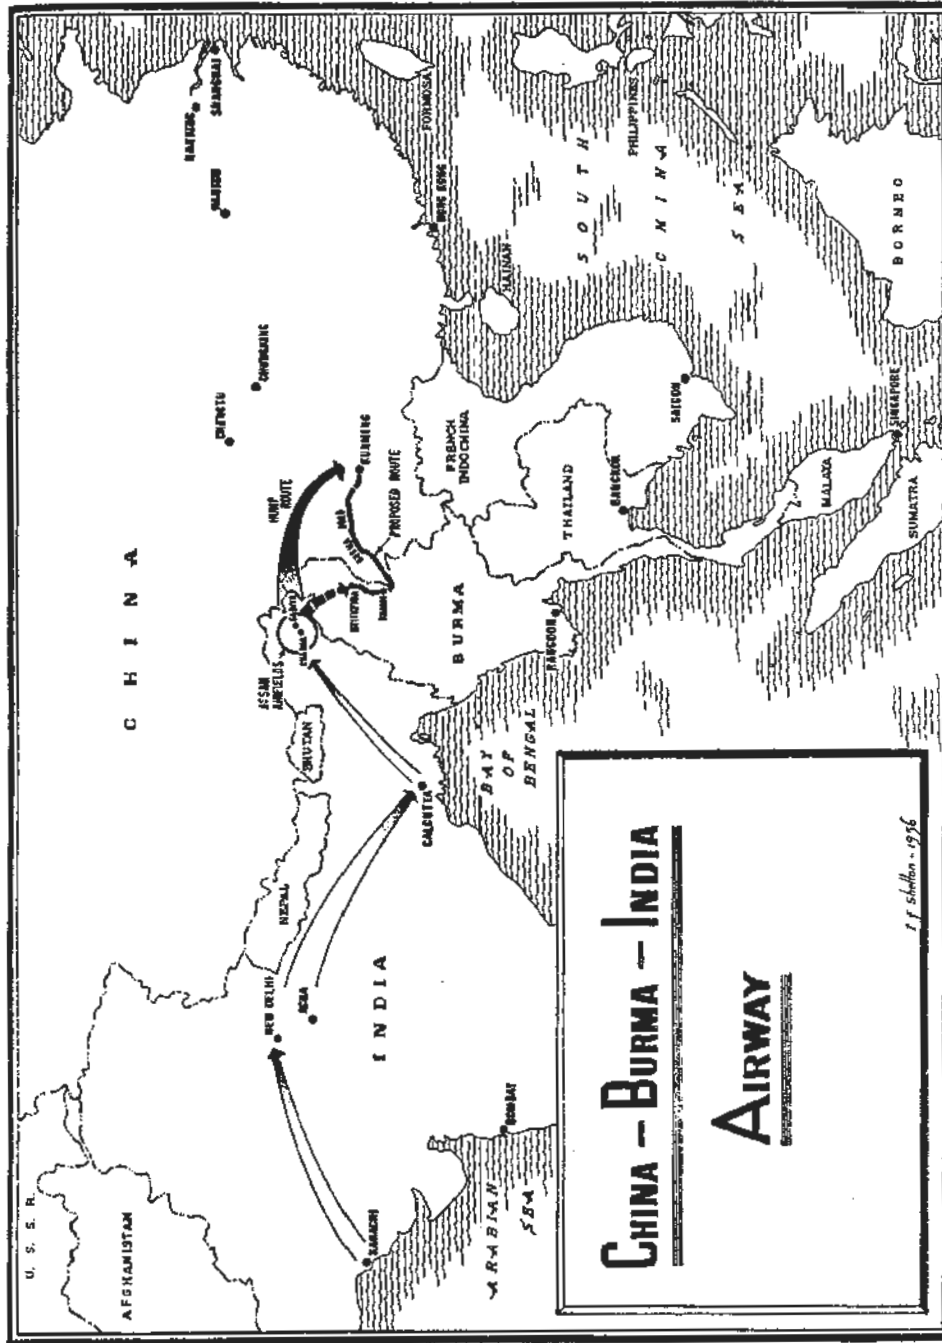 U. S. S. R.
AFGHANISTAN
CHINA
NANKING
SHANGHAI
HANKOW
CHENGTU
CHUNGKING
HUMP
ROUTE
KUNMING
PROPOSED ROUTE
ASSAM
AIRFIELDS
BHUTAN
NEPAL
NEW DELHI
AGRA
INDIA
KARACHI
BOMBAY
CALCUTTA
ARABIAN
SEA
BAY
OF
BENGAL
BURMA
RANGOON
THAILAND
BANGKOK
FRENCH
INDOCHINA
SAIGON
MALAYA
SINGAPORE
SUMATRA
BORNEO
HAINAN
HONG KONG
FORMOSA
PHILIPPINES
SOUTH
CHINA
SEA
CHINA – BURMA – INDIA
AIRWAY